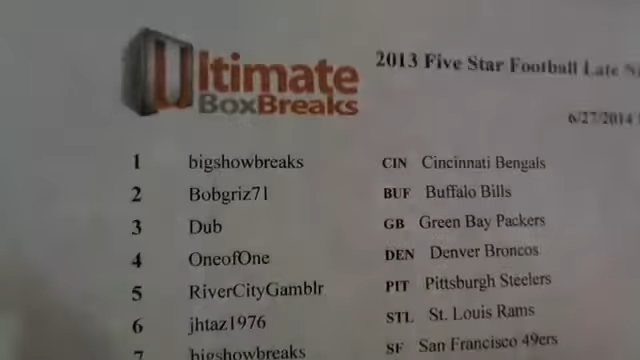 Ultimate
BoxBreaks
2013 Five Star Football Late
6/27/2014
1 bigshowbreaks CIN Cincinnati Bengals
2 Bobgriz71 BUF Buffalo Bills
3 Dub GB Green Bay Packers
4 OneofOne DEN Denver Broncos
5 RiverCityGamblr PIT Pittsburgh Steelers
6 jhtaz1976 STL St. Louis Rams
7 bigshowbreaks SF San Francisco 49ers